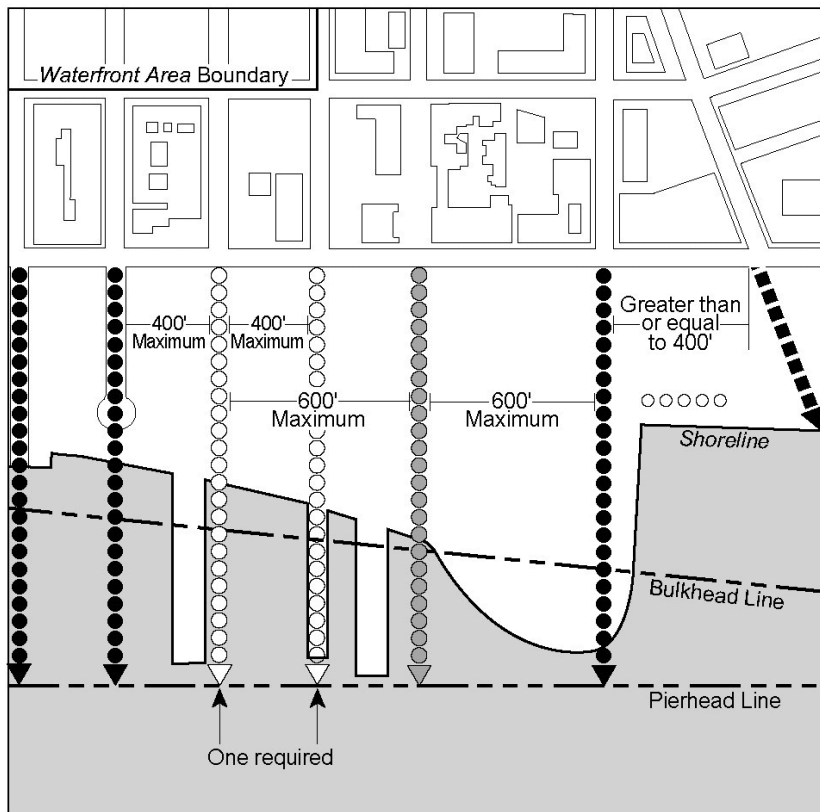 Waterfront Area Boundary
400'
Maximum
400'
Maximum
Greater than
or equal
to 400'
600'
Maximum
600'
Maximum
Shoreline
Bulkhead Line
Pierhead Line
One required